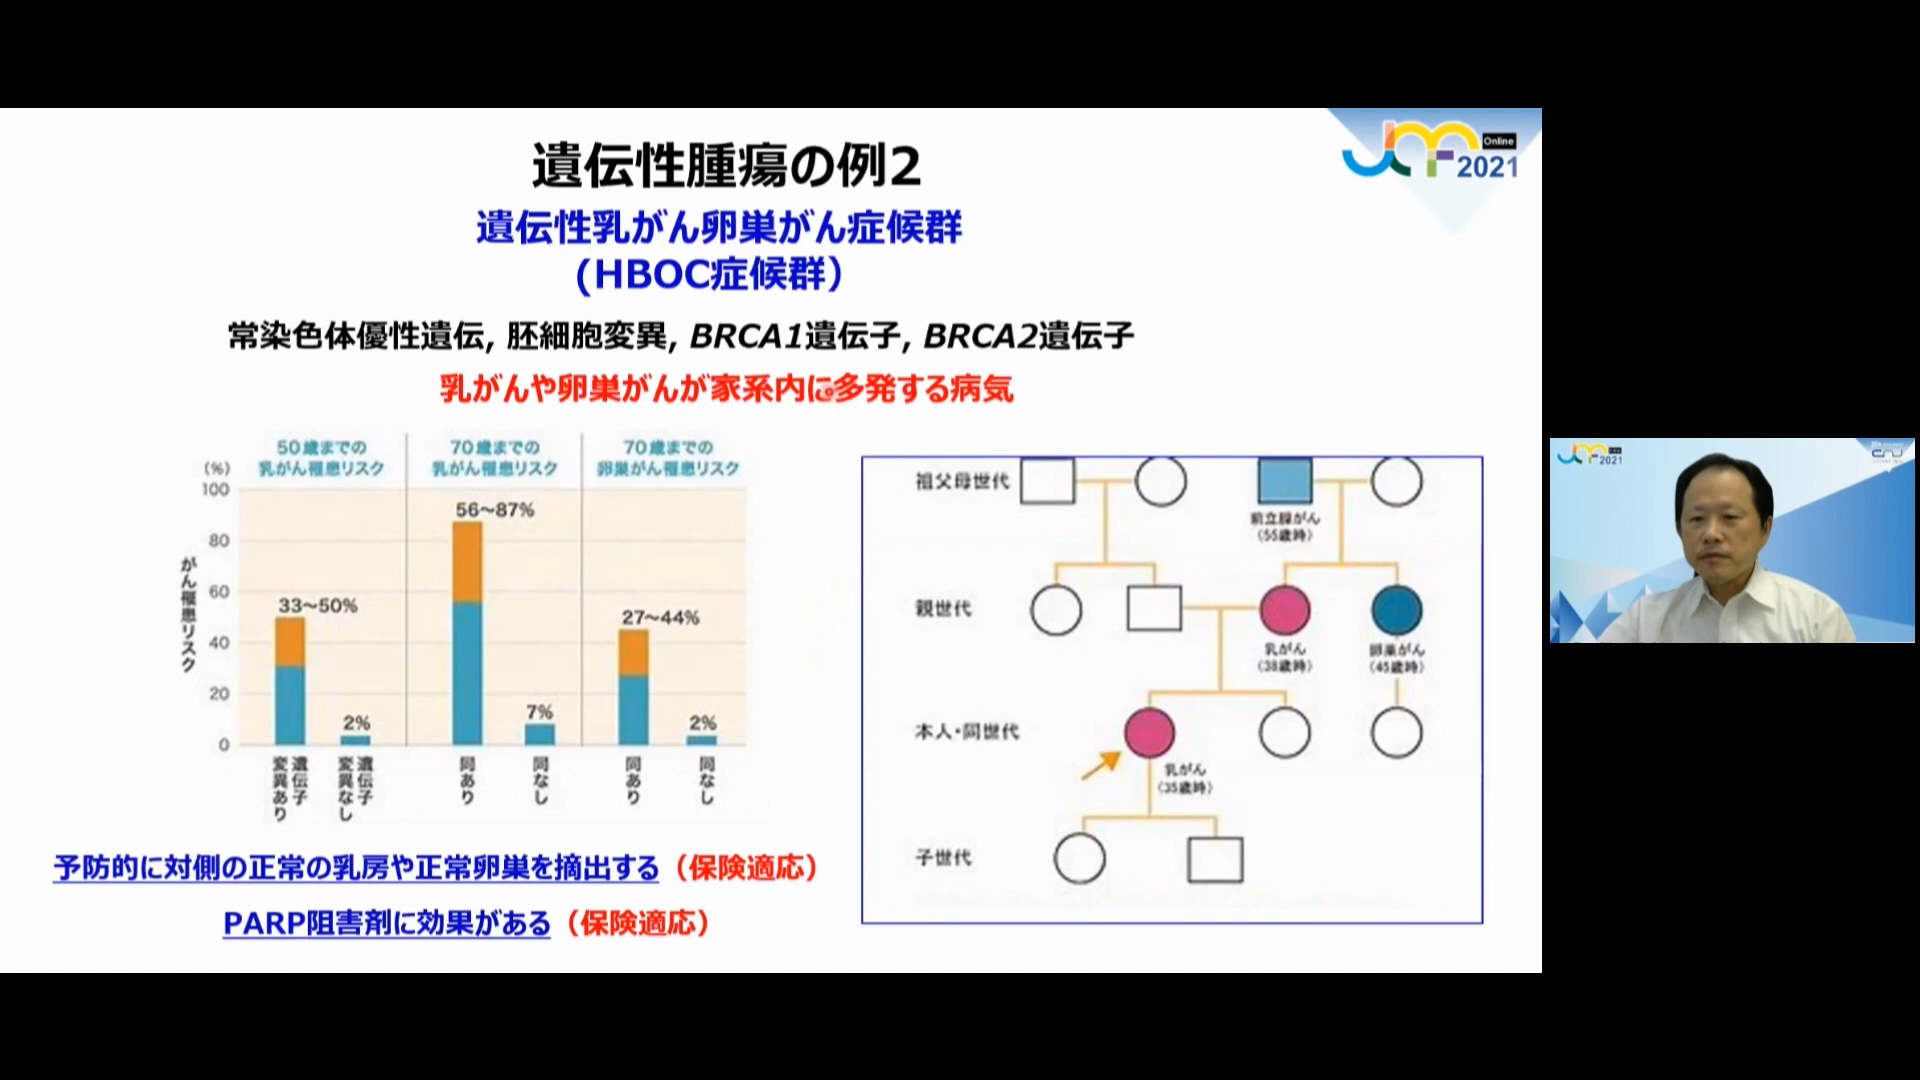 遺伝性腫瘍の例2
Online
2021
遺伝性乳がん卵巣がん症候群
(HBOC症候群）
常染色体優性遺伝, 胚細胞変異, BRCA1遺伝子, BRCA2遺伝子
乳がんや卵巣がんが家系内に多発する病気
50歳までの
乳がん罹患リスク
70歳までの
乳がん罹患リスク
70歳までの
卵巣がん罹患リスク
(%)
100
80
60
40
20
0
がん罹患リスク
33〜50%
2%
56〜87%
7%
27〜44%
2%
遺伝子
変異あり
遺伝子
変異なし
同あり
同なし
同あり
同なし
祖父母世代
前立腺がん
(55歳時)
親世代
乳がん
(38歳時)
卵巣がん
(45歳時)
本人・同世代
乳がん
(35歳時)
子世代
予防的に対側の正常の乳房や正常卵巣を摘出する（保険適応）
PARP阻害剤に効果がある（保険適応）
2021